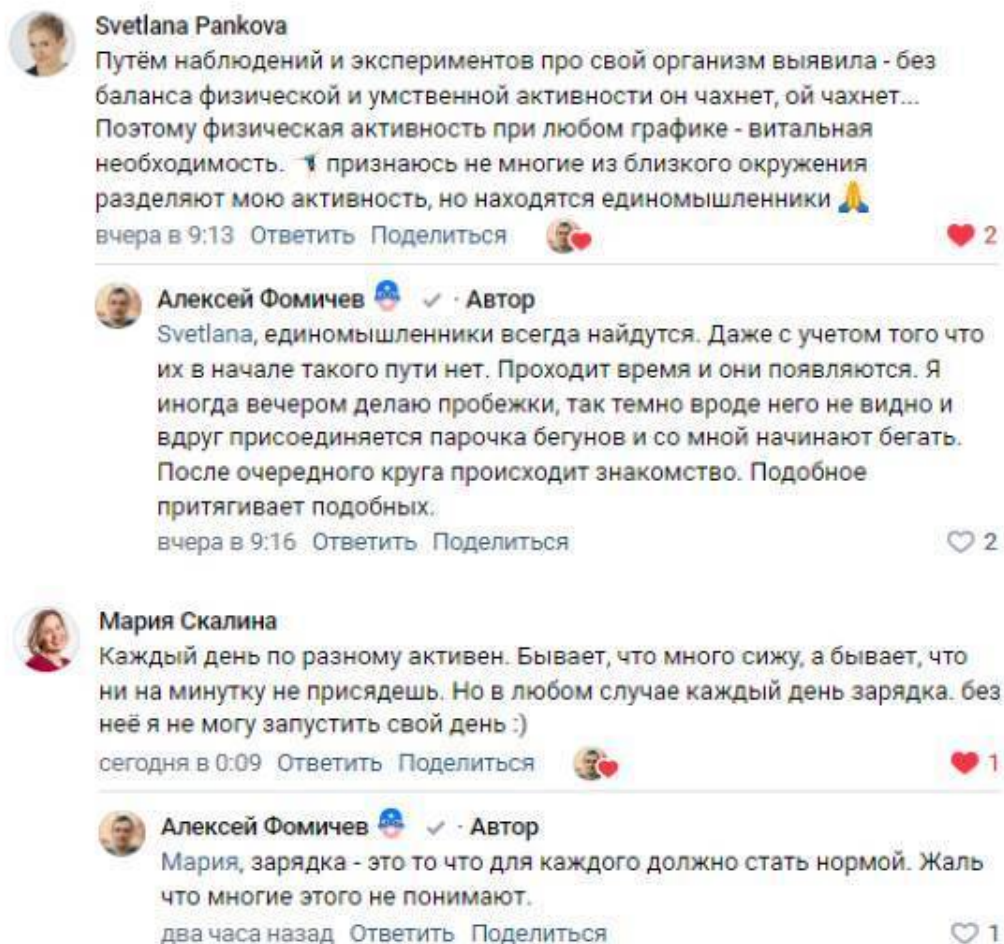 Svetlana Pankova
Путём наблюдений и экспериментов про свой организм выявила - без
баланса физической и умственной активности он чахнет, ой чахнет...
Поэтому физическая активность при любом графике - витальная
необходимость. признаюсь не многие из близкого окружения
разделяют мою активность, но находятся единомышленники 🙏
вчера в 9:13 Ответить Поделиться 2
Алексей Фомичев · Автор
Svetlana, единомышленники всегда найдутся. Даже с учетом того что
их в начале такого пути нет. Проходит время и они появляются. Я
иногда вечером делаю пробежки, так темно вроде него не видно и
вдруг присоединяется парочка бегунов и со мной начинают бегать.
После очередного круга происходит знакомство. Подобное
притягивает подобных.
вчера в 9:16 Ответить Поделиться 2
Мария Скалина
Каждый день по разному активен. Бывает, что много сижу, а бывает, что
ни на минутку не присядешь. Но в любом случае каждый день зарядка. без
неё я не могу запустить свой день :)
сегодня в 0:09 Ответить Поделиться 1
Алексей Фомичев · Автор
Мария, зарядка - это то что для каждого должно стать нормой. Жаль
что многие этого не понимают.
два часа назад Ответить Поделиться 1